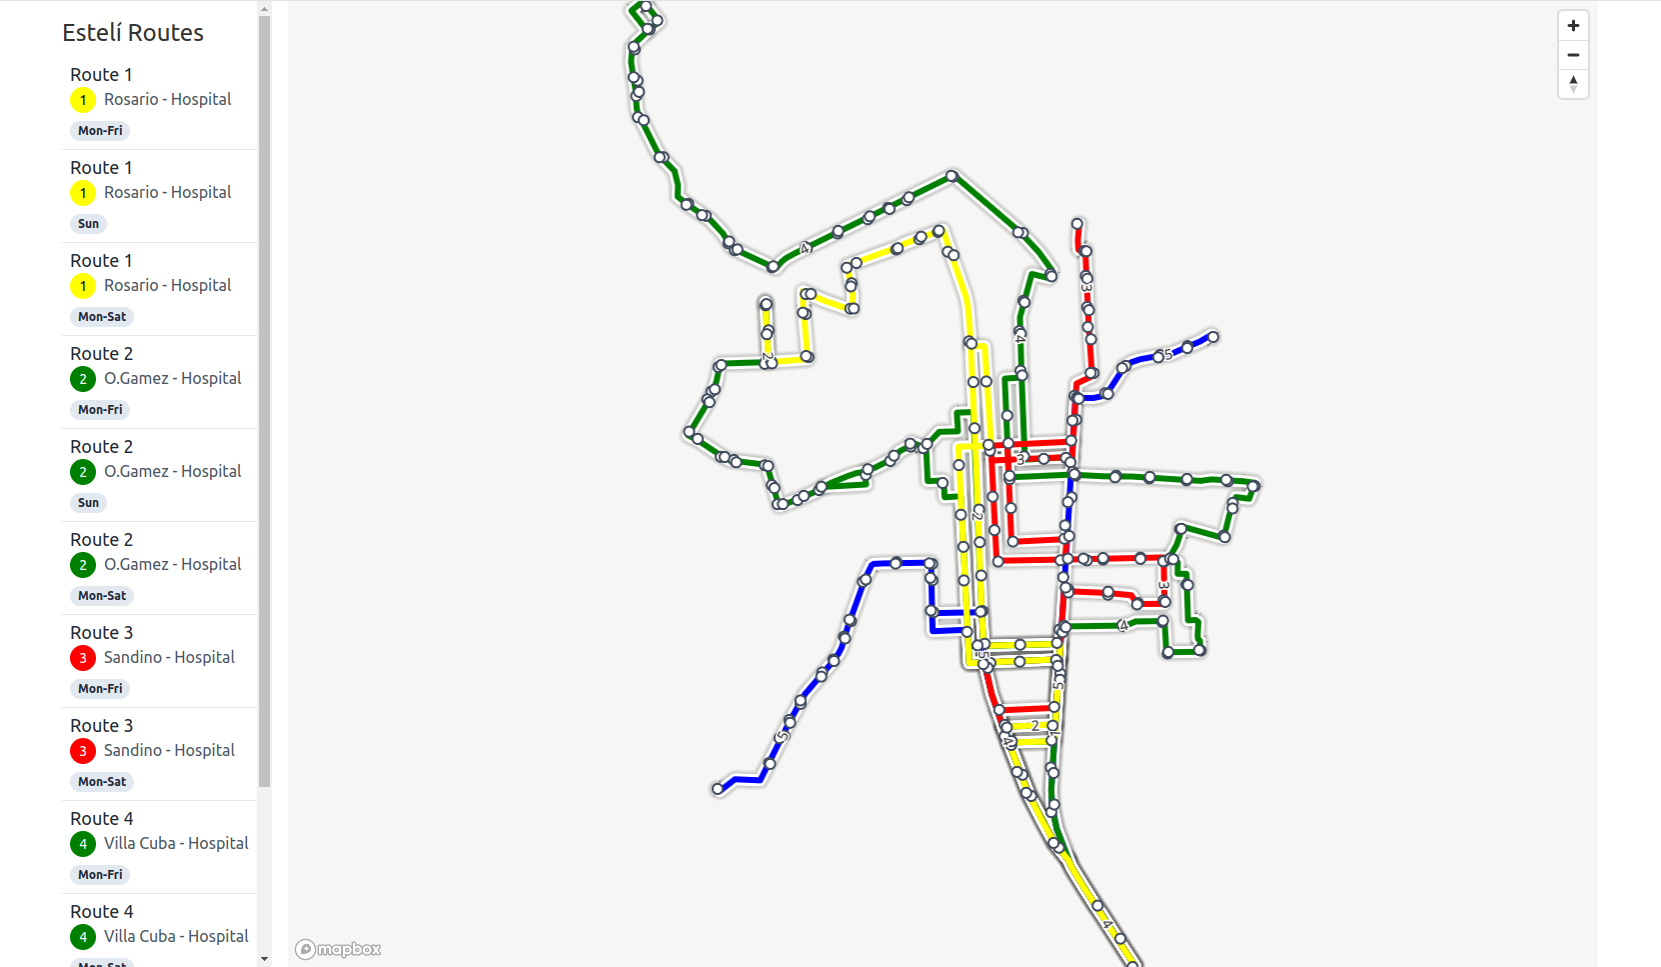 Estelí Routes
Route 1
1 Rosario - Hospital
Mon-Fri
Route 1
1 Rosario - Hospital
Sun
Route 1
1 Rosario - Hospital
Mon-Sat
Route 2
2 O.Gamez - Hospital
Mon-Fri
Route 2
2 O.Gamez - Hospital
Sun
Route 2
2 O.Gamez - Hospital
Mon-Sat
Route 3
3 Sandino - Hospital
Mon-Fri
Route 3
3 Sandino - Hospital
Mon-Sat
Route 4
4 Villa Cuba - Hospital
Mon-Fri
Route 4
4 Villa Cuba - Hospital
Mon-Sat
4
3
4
5
2
3
2
3
4
5
5
2
1
4
5
4
mapbox